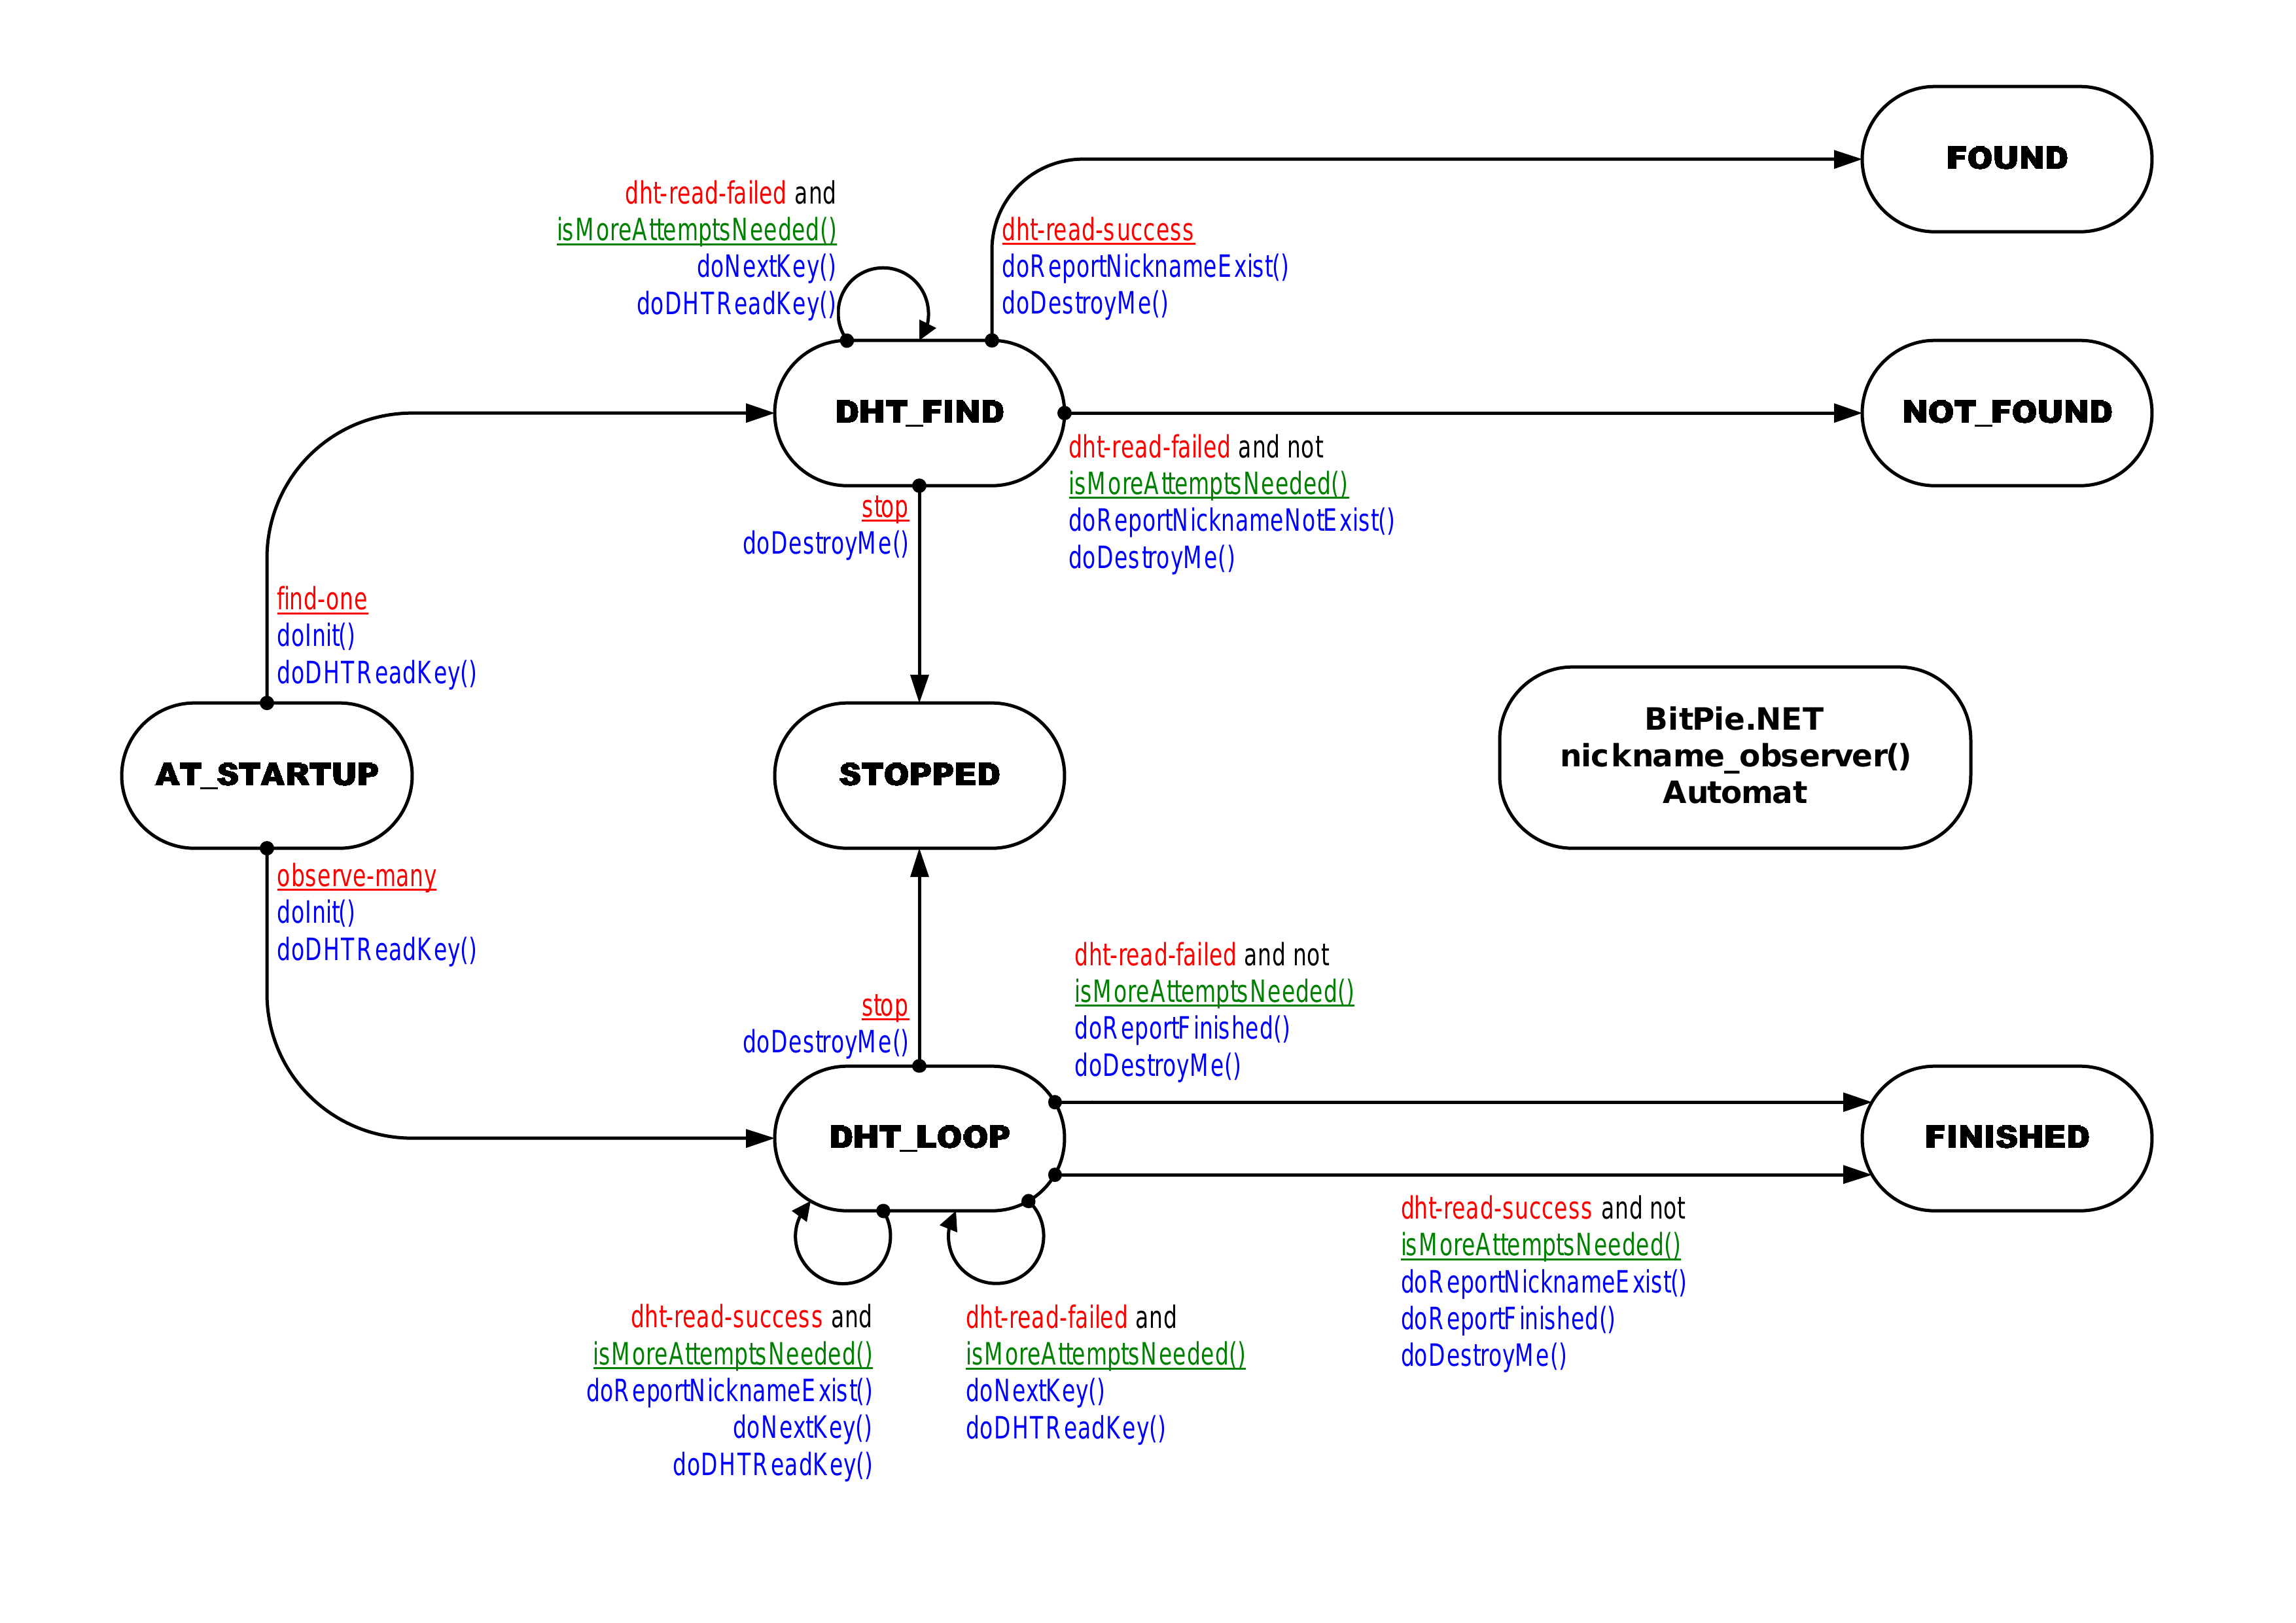 FOUND
dht-read-failed and
isMoreAttemptsNeeded()
doNextKey()
doDHTReadKey()
dht-read-success
doReportNicknameExist()
doDestroyMe()
DHT_FIND
NOT_FOUND
dht-read-failed and not
isMoreAttemptsNeeded()
doReportNicknameNotExist()
doDestroyMe()
stop
doDestroyMe()
find-one
doInit()
doDHTReadKey()
AT_STARTUP
STOPPED
BitPie.NET
nickname_observer()
Automat
observe-many
doInit()
doDHTReadKey()
stop
doDestroyMe()
dht-read-failed and not
isMoreAttemptsNeeded()
doReportFinished()
doDestroyMe()
DHT_LOOP
FINISHED
dht-read-success and not
isMoreAttemptsNeeded()
doReportNicknameExist()
doReportFinished()
doDestroyMe()
dht-read-success and
isMoreAttemptsNeeded()
doReportNicknameExist()
doNextKey()
doDHTReadKey()
dht-read-failed and
isMoreAttemptsNeeded()
doNextKey()
doDHTReadKey()